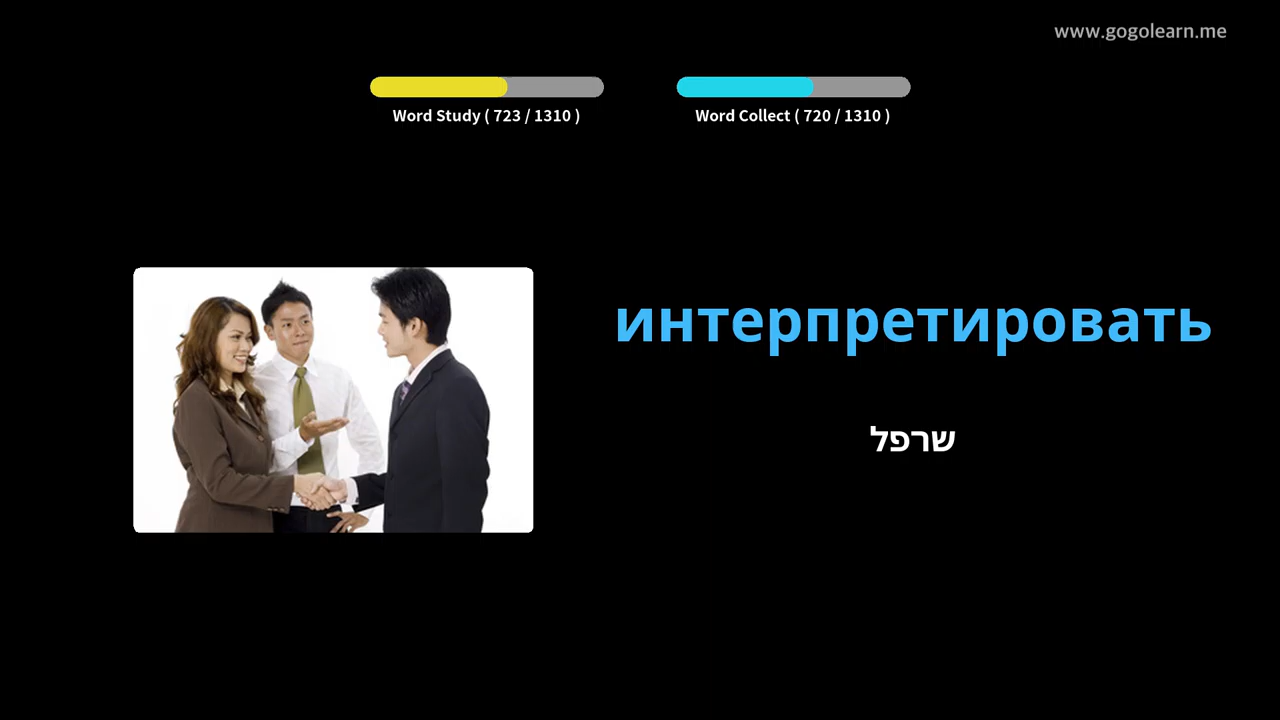 www.gogolearn.me
Word Study ( 723 / 1310 )
Word Collect ( 720 / 1310 )
интерпретировать
שרפל